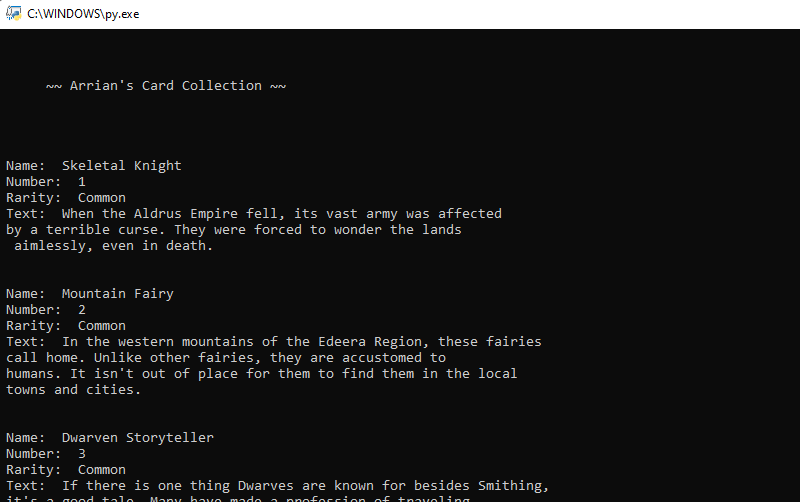 C:\WINDOWS\py.exe
~~ Arrian's Card Collection ~~
Name:  Skeletal Knight
Number:  1
Rarity:  Common
Text:  When the Aldrus Empire fell, its vast army was affected
by a terrible curse. They were forced to wonder the lands
 aimlessly, even in death.
Name:  Mountain Fairy
Number:  2
Rarity:  Common
Text:  In the western mountains of the Edeera Region, these fairies
call home. Unlike other fairies, they are accustomed to
humans. It isn't out of place for them to find them in the local
towns and cities.
Name:  Dwarven Storyteller
Number:  3
Rarity:  Common
Text:  If there is one thing Dwarves are known for besides Smithing,
it's a good tale. Many have made a profession of traveling